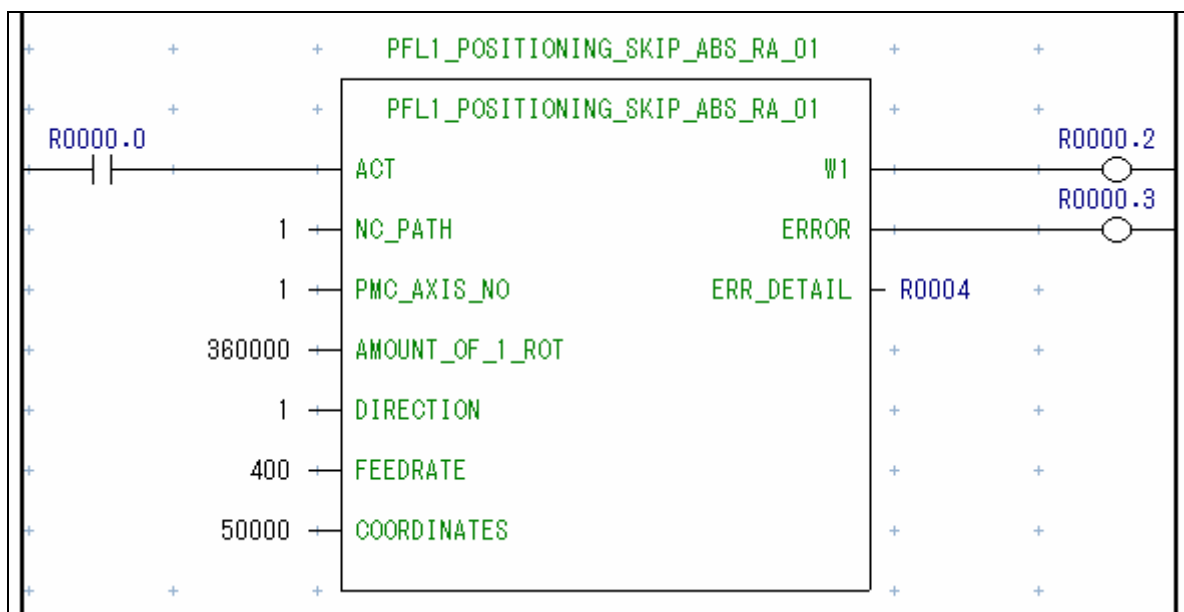 PFL1_POSITIONING_SKIP_ABS_RA_01
PFL1_POSITIONING_SKIP_ABS_RA_01
R0000.0 R0000.2
ACT W1
R0000.3
1 NC_PATH ERROR
1 PMC_AXIS_NO ERR_DETAIL R0004
360000 AMOUNT_OF_1_ROT
1 DIRECTION
400 FEEDRATE
50000 COORDINATES